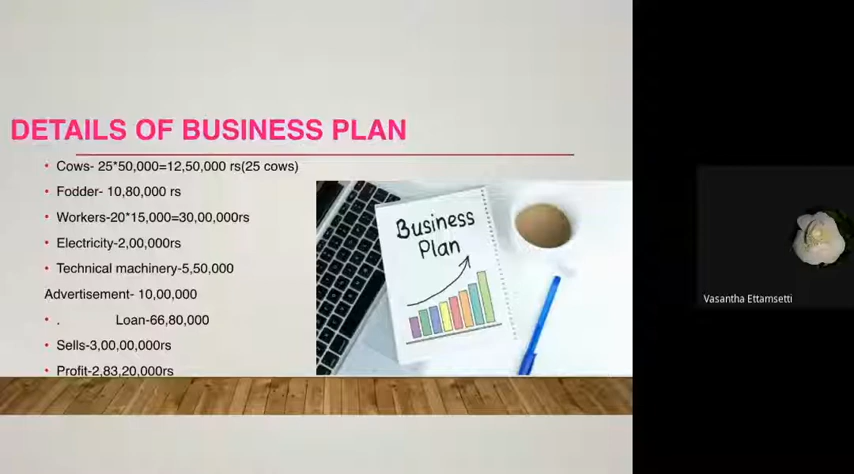 DETAILS OF BUSINESS PLAN
• Cows- 25*50,000=12,50,000 rs(25 cows)
• Fodder- 10,80,000 rs
• Workers-20*15,000=30,00,000rs
• Electricity-2,00,000rs
• Technical machinery-5,50,000
Advertisement- 10,00,000
• . Loan-66,80,000
• Sells-3,00,00,000rs
• Profit-2,83,20,000rs
Business
Plan
Vasantha Ettamsetti